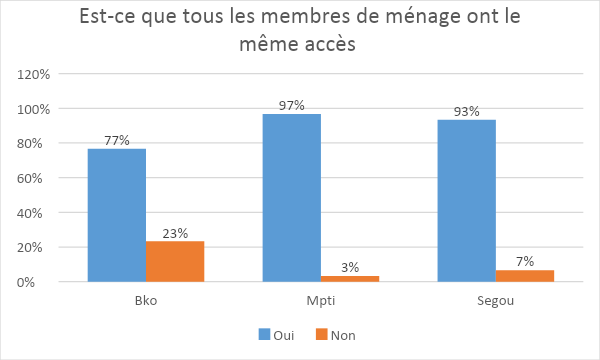 Est-ce que tous les membres de ménage ont le
même accès
120%
100%
80%
60%
40%
20%
0%
77%
23%
97%
3%
93%
7%
Bko
Mpti
Segou
Oui
Non